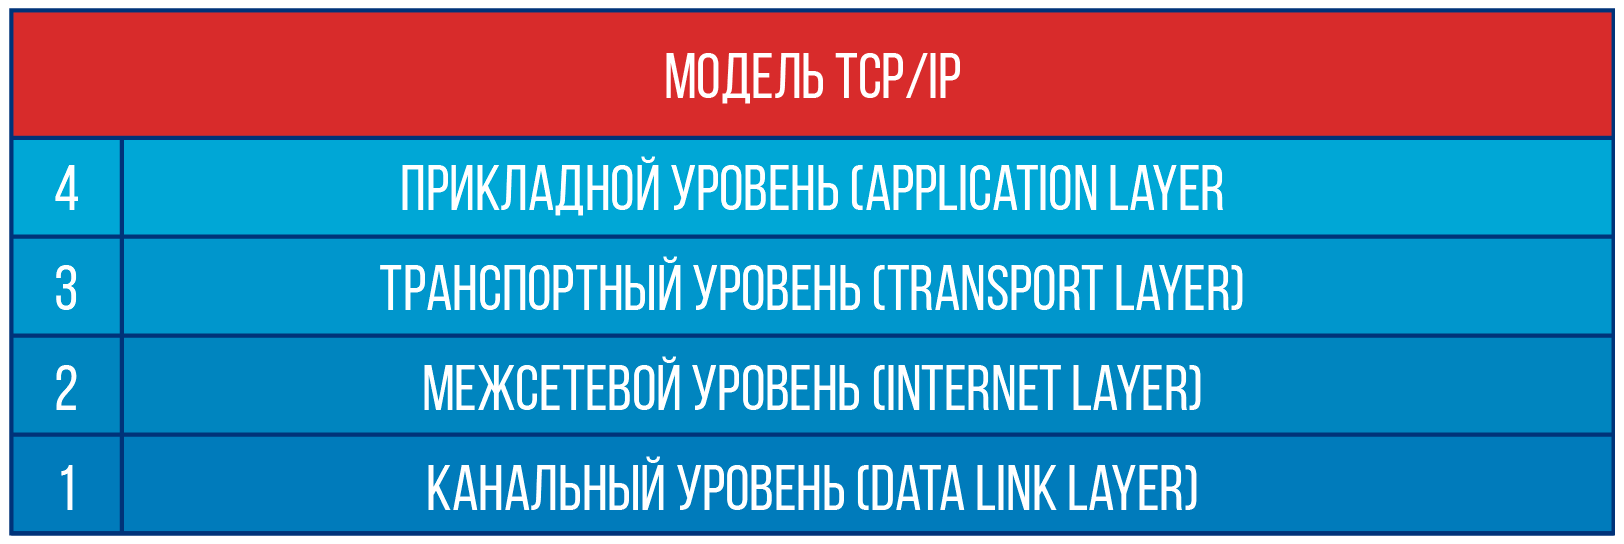 МОДЕЛЬ TCP/IP
4 ПРИКЛАДНОЙ УРОВЕНЬ (APPLICATION LAYER
3 ТРАНСПОРТНЫЙ УРОВЕНЬ (TRANSPORT LAYER)
2 МЕЖСЕТЕВОЙ УРОВЕНЬ (INTERNET LAYER)
1 КАНАЛЬНЫЙ УРОВЕНЬ (DATA LINK LAYER)